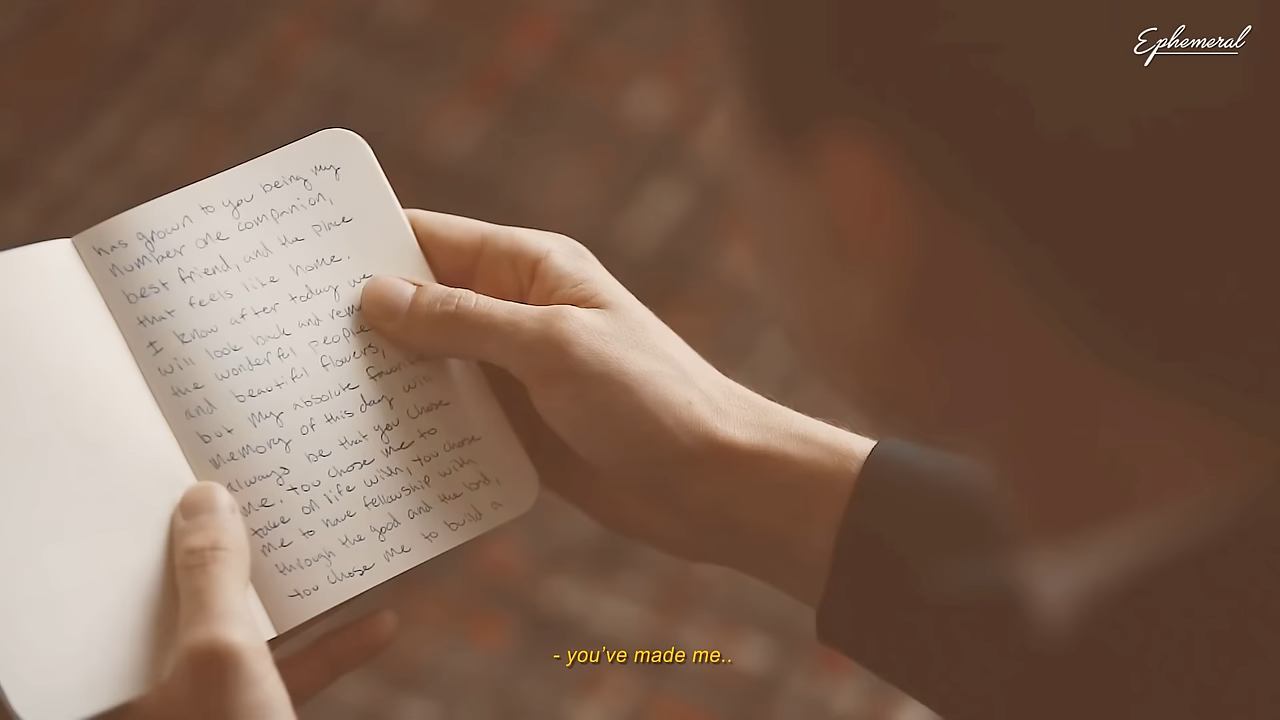 Ephemeral
has grown to you being my
number one companion,
best friend, and the place
that feels like home.
I know after today we
will look back and
the wonderful people
and beautiful flowers,
but my absolute
memory of this day will
always be that you chose
me. You chose me to
take on life with, you chose
me to have fellowship with
through the good and the bad,
you chose me to build a
- you've made me..